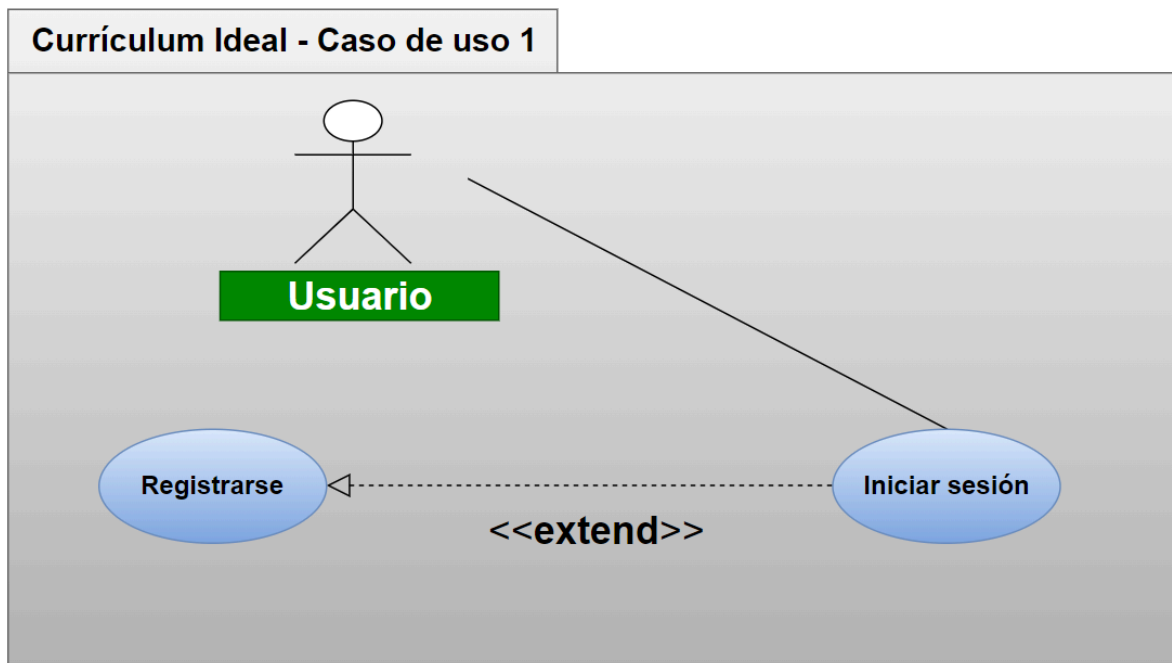 Currículum Ideal - Caso de uso 1
Usuario
Registrarse
Iniciar sesión
<<extend>>